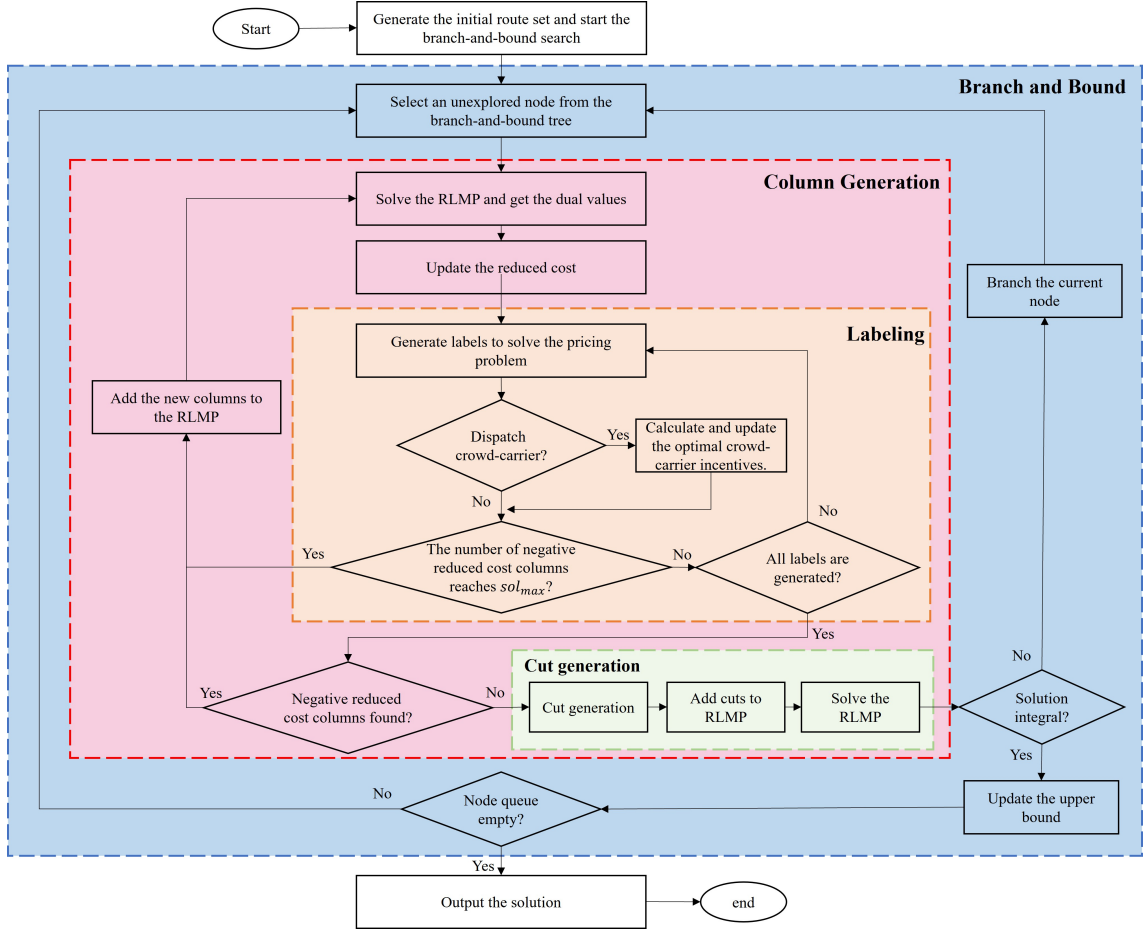 Start
Generate the initial route set and start the
branch-and-bound search
Branch and Bound
Select an unexplored node from the
branch-and-bound tree
Column Generation
Solve the RLMP and get the dual values
Update the reduced cost
Branch the current
node
Labeling
Generate labels to solve the pricing
problem
Add the new columns to
the RLMP
Dispatch
crowd-carrier?
Yes
Calculate and update
the optimal crowd-
carrier incentives.
No
No
Yes
The number of negative
reduced cost columns
reaches sol_max?
No
All labels are
generated?
Yes
Cut generation
No
Yes
Negative reduced
cost columns found?
No
Cut generation
Add cuts to
RLMP
Solve the
RLMP
Solution
integral?
Yes
No
Node queue
empty?
Update the upper
bound
Yes
Output the solution
end